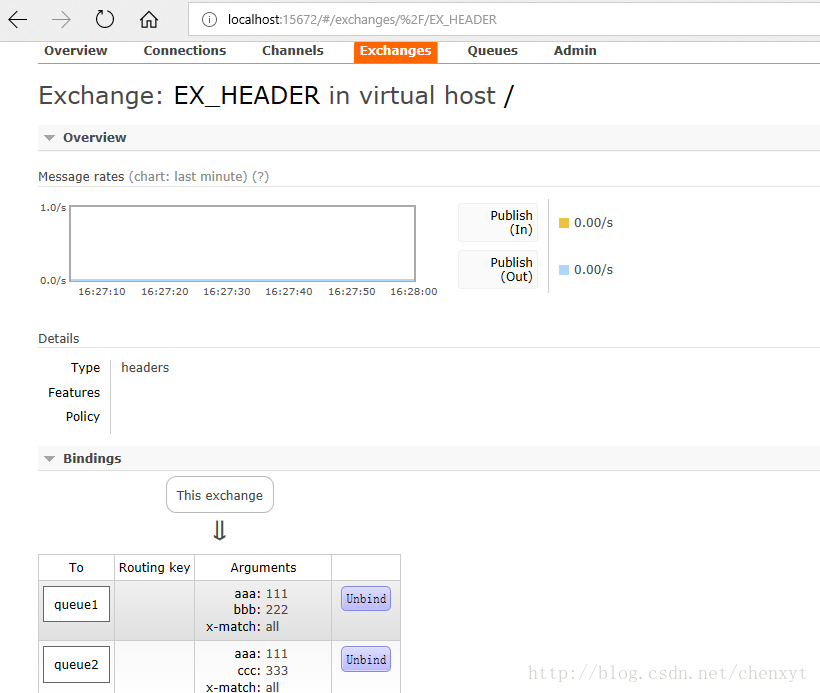 localhost:15672/#/exchanges/%2F/EX_HEADER
Overview Connections Channels Exchanges Queues Admin
Exchange: EX_HEADER in virtual host /
Overview
Message rates (chart: last minute) (?)
1.0/s
0.0/s
16:27:10 16:27:20 16:27:30 16:27:40 16:27:50 16:28:00
Publish
(In)
0.00/s
Publish
(Out)
0.00/s
Details
Type headers
Features
Policy
Bindings
This exchange
⇓
To Routing key Arguments
queue1
aaa: 111
bbb: 222
x-match: all
Unbind
queue2
aaa: 111
ccc: 333
x-match: all
Unbind
http://blog.csdn.net/chenxyt